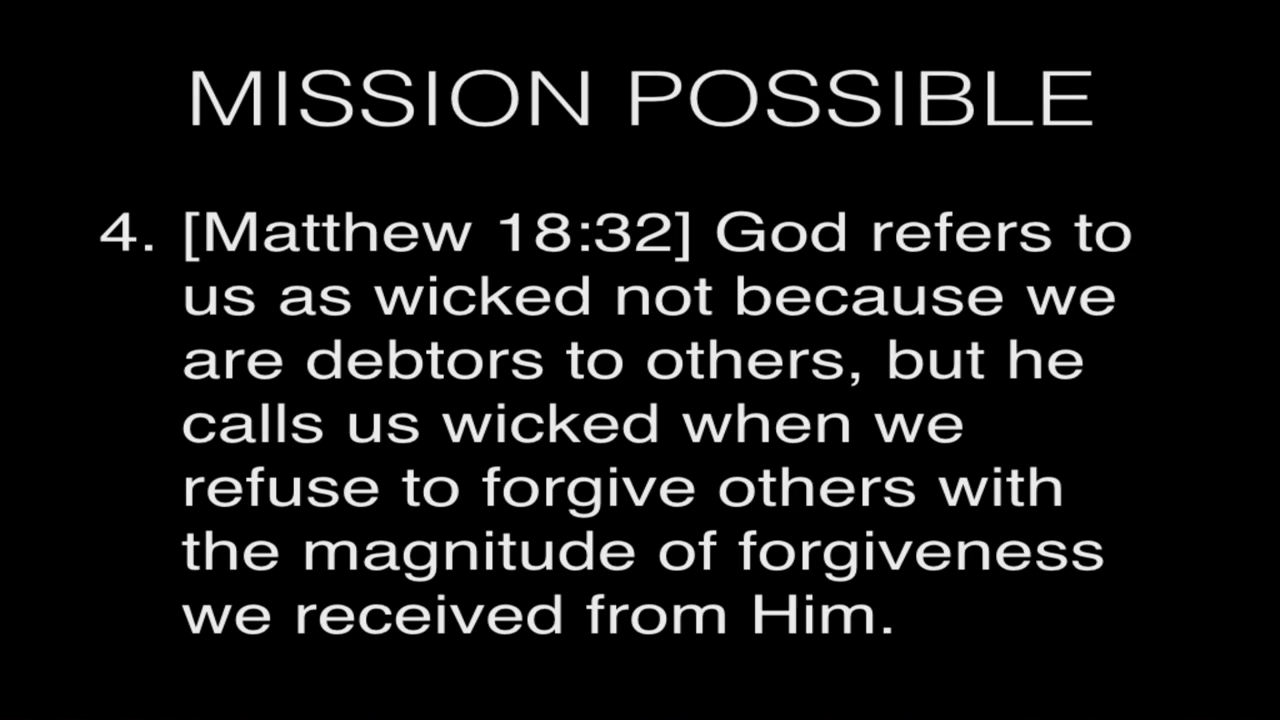 MISSION POSSIBLE
4. [Matthew 18:32] God refers to
us as wicked not because we
are debtors to others, but he
calls us wicked when we
refuse to forgive others with
the magnitude of forgiveness
we received from Him.